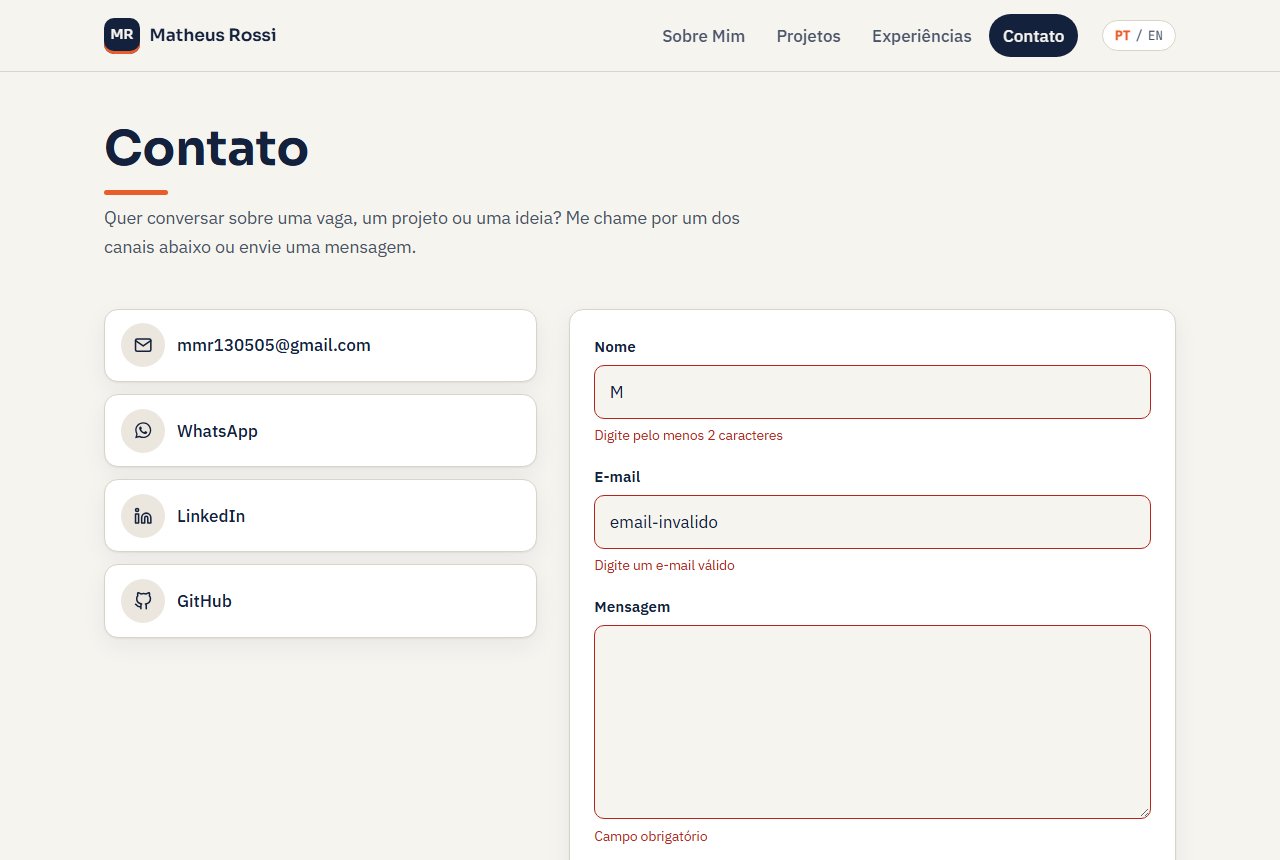 MR Matheus Rossi
Sobre Mim Projetos Experiências Contato PT / EN
Contato
Quer conversar sobre uma vaga, um projeto ou uma ideia? Me chame por um dos
canais abaixo ou envie uma mensagem.
mmr130505@gmail.com
WhatsApp
LinkedIn
GitHub
Nome
M
Digite pelo menos 2 caracteres
E-mail
email-invalido
Digite um e-mail válido
Mensagem
Campo obrigatório